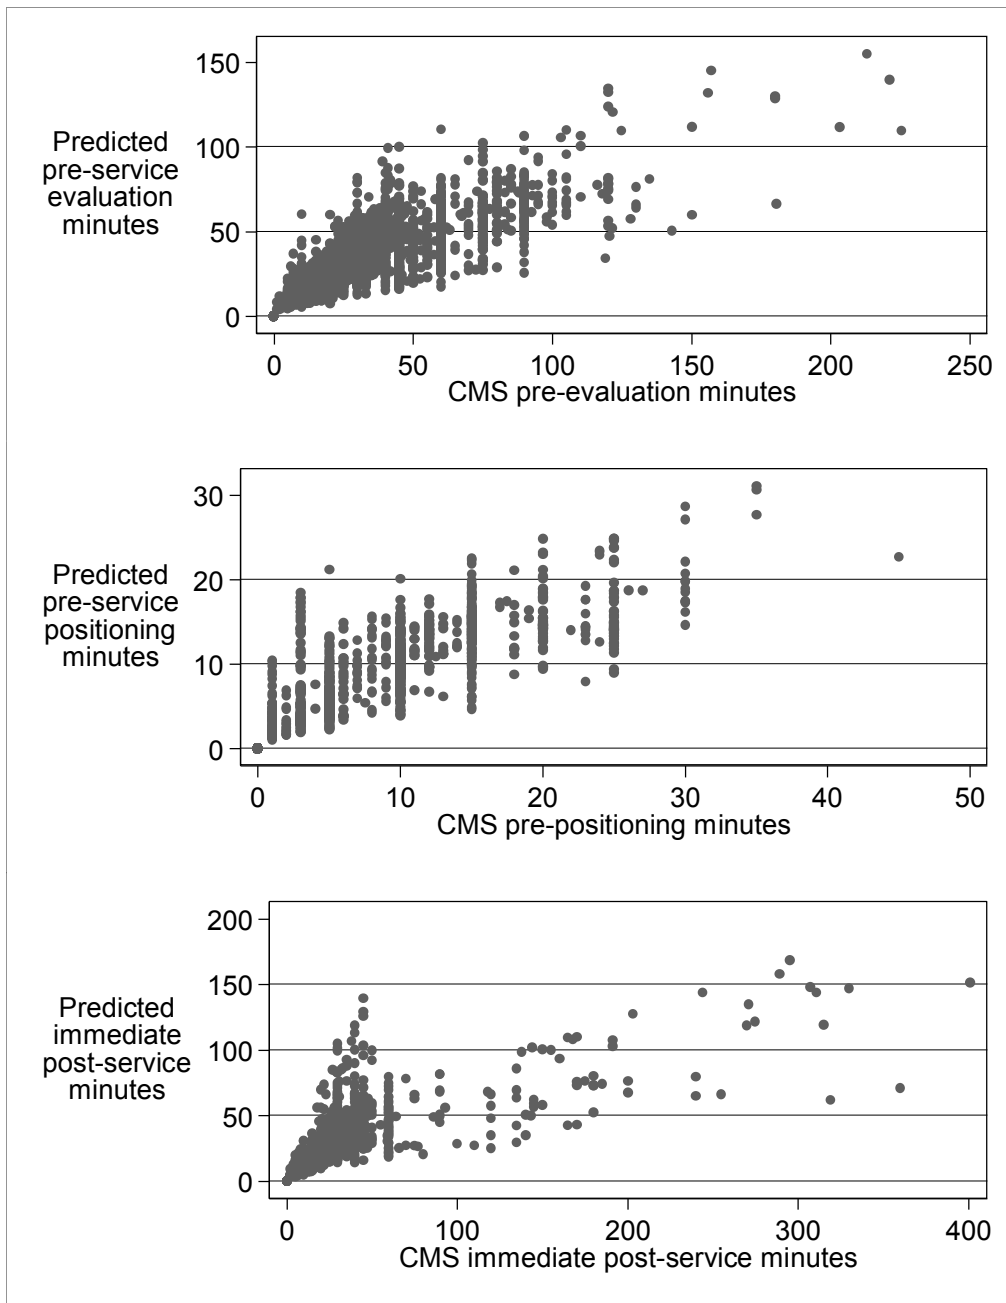 150
100
50
0
Predicted
pre-service
evaluation
minutes
0 50 100 150 200 250
CMS pre-evaluation minutes
30
20
10
0
Predicted
pre-service
positioning
minutes
0 10 20 30 40 50
CMS pre-positioning minutes
200
150
100
50
0
Predicted
immediate
post-service
minutes
0 100 200 300 400
CMS immediate post-service minutes